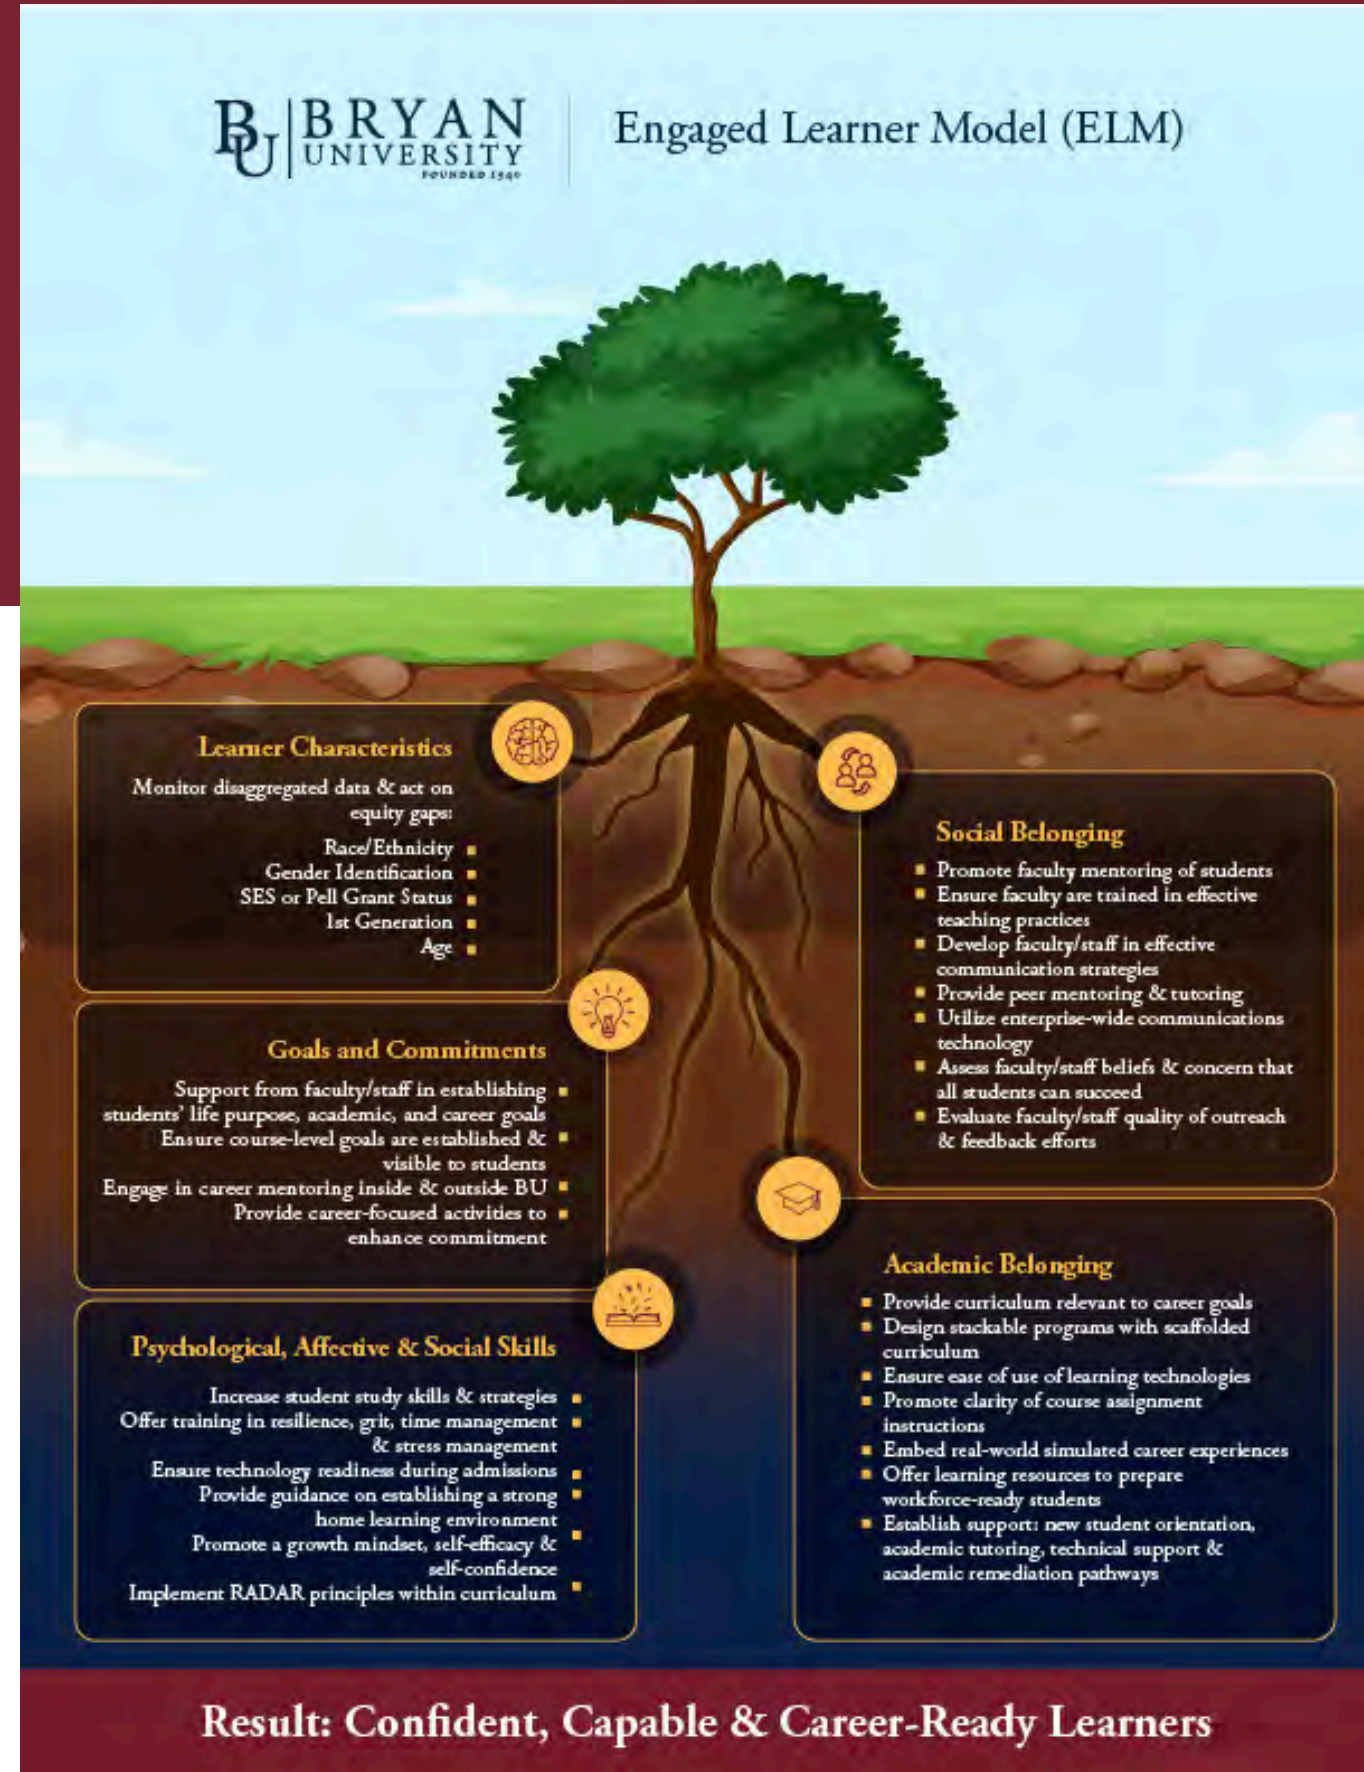 BU
BRYAN
UNIVERSITY
FOUNDED 1940
Engaged Learner Model (ELM)
Learner Characteristics
Monitor disaggregated data & act on
equity gaps:
Race/Ethnicity
Gender Identification
SES or Pell Grant Status
1st Generation
Age
Goals and Commitments
Support from faculty/staff in establishing
students' life purpose, academic, and career goals
Ensure course-level goals are established &
visible to students
Engage in career mentoring inside & outside BU
Provide career-focused activities to
enhance commitment
Psychological, Affective & Social Skills
Increase student study skills & strategies
Offer training in resilience, grit, time management
& stress management
Ensure technology readiness during admissions
Provide guidance on establishing a strong
home learning environment
Promote a growth mindset, self-efficacy &
self-confidence
Implement RADAR principles within curriculum
Social Belonging
Promote faculty mentoring of students
Ensure faculty are trained in effective
teaching practices
Develop faculty/staff in effective
communication strategies
Provide peer mentoring & tutoring
Utilize enterprise-wide communications
technology
Assess faculty/staff beliefs & concern that
all students can succeed
Evaluate faculty/staff quality of outreach
& feedback efforts
Academic Belonging
Provide curriculum relevant to career goals
Design stackable programs with scaffolded
curriculum
Ensure ease of use of learning technologies
Promote clarity of course assignment
instructions
Embed real-world simulated career experiences
Offer learning resources to prepare
workforce-ready students
Establish support: new student orientation,
academic tutoring, technical support &
academic remediation pathways
Result: Confident, Capable & Career-Ready Learners